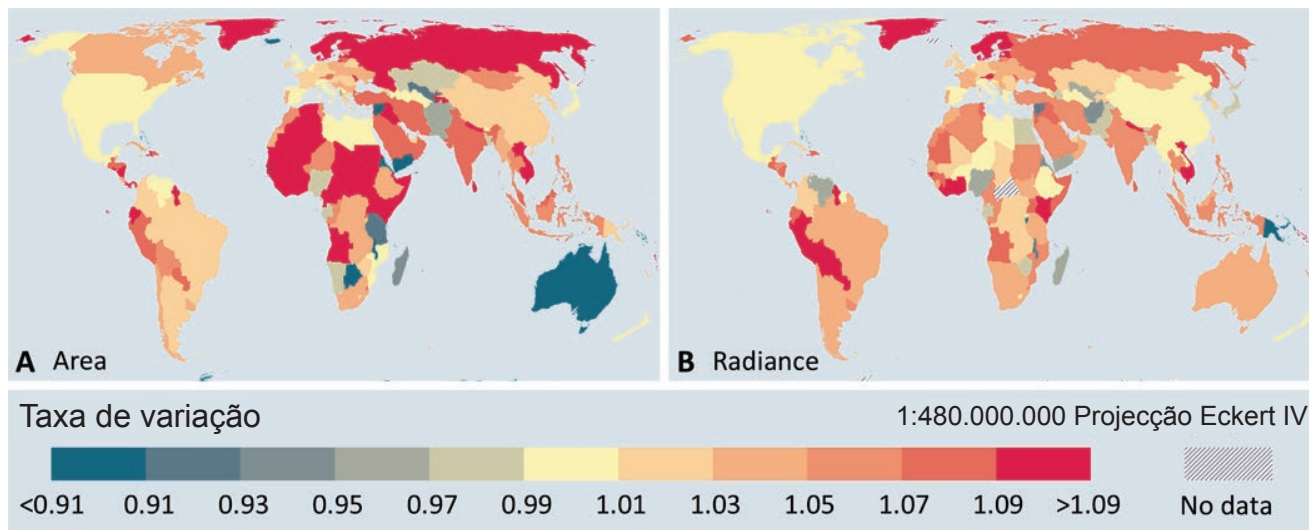 A Area
B Radiance
Taxa de variação
1:480.000.000 Projecção Eckert IV
<0.91 0.91 0.93 0.95 0.97 0.99 1.01 1.03 1.05 1.07 1.09 >1.09
No data